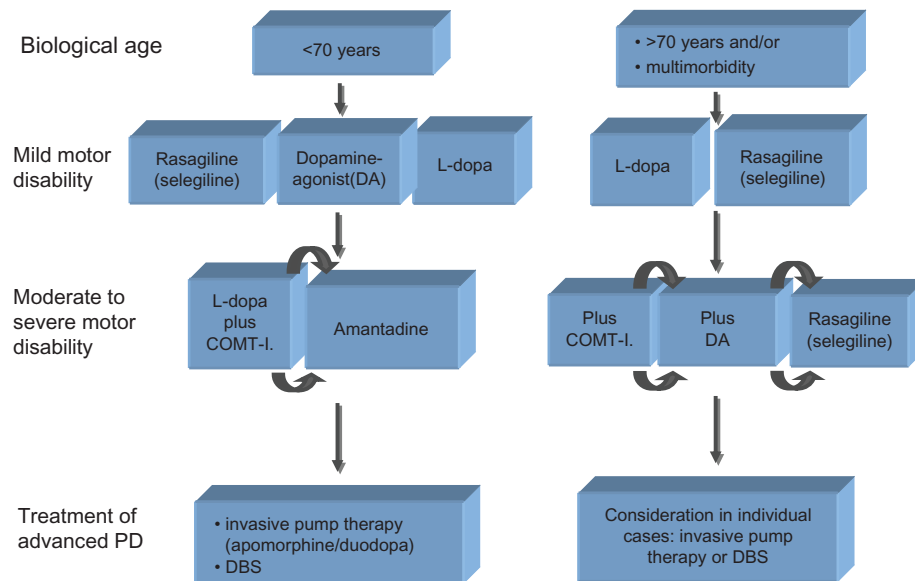 Biological age
<70 years
• >70 years and/or
• multimorbidity
Mild motor
disability
Rasagiline
(selegiline)
Dopamine-
agonist(DA)
L-dopa
L-dopa
Rasagiline
(selegiline)
Moderate to
severe motor
disability
L-dopa
plus
COMT-I.
Amantadine
Plus
COMT-I.
Plus
DA
Rasagiline
(selegiline)
Treatment of
advanced PD
• invasive pump therapy
(apomorphine/duodopa)
• DBS
Consideration in individual
cases: invasive pump
therapy or DBS